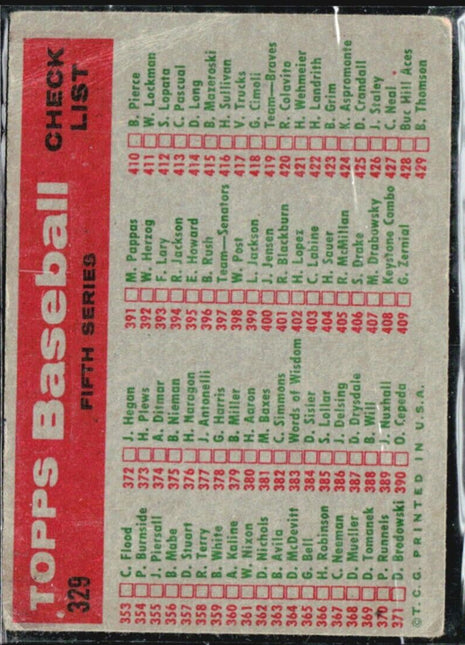 TOPPS Baseball CHECK LIST
329 FIFTH SERIES
353 □ C. Flood
354 □ P. Burnside
355 □ J. Piersall
356 □ B. Mabe
357 □ D. Stuart
358 □ R. Terry
359 □ B. White
360 □ A. Kaline
361 □ W. Nixon
362 □ D. Nichols
363 □ B. Avila
364 □ D. McDevitt
365 □ G. Bell
366 □ H. Robinson
367 □ C. Neeman
368 □ D. Mueller
369 □ D. Tomanek
370 □ P. Runnels
371 □ D. Brodowski
372 □ J. Hegan
373 □ H. Plews
374 □ A. Ditmar
375 □ B. Nieman
376 □ H. Naragon
377 □ J. Antonelli
378 □ G. Harris
379 □ B. Miller
380 □ H. Aaron
381 □ M. Baxes
382 □ C. Simmons
383 □ Words of Wisdom
384 □ D. Sisler
385 □ S. Lollar
386 □ J. Delsing
387 □ D. Drysdale
388 □ B. Will
389 □ J. Nuxhall
390 □ O. Cepeda
391 □ M. Pappas
392 □ W. Herzog
393 □ F. Lary
394 □ R. Jackson
395 □ E. Howard
396 □ B. Rush
397 □ Team—Senators
398 □ W. Post
399 □ L. Jackson
400 □ J. Jensen
401 □ R. Blackburn
402 □ H. Lopez
403 □ C. Labine
404 □ H. Sauer
405 □ R. McMillan
406 □ S. Drake
407 □ M. Drabowsky
408 □ Keystone Combo
409 □ G. Zernial
410 □ B. Pierce
411 □ W. Lockman
412 □ S. Lopata
413 □ C. Pascual
414 □ D. Long
415 □ B. Mazeroski
416 □ H. Sullivan
417 □ V. Trucks
418 □ G. Cimoli
419 □ Team—Braves
420 □ R. Colavito
421 □ H. Wehmeier
422 □ H. Landrith
423 □ B. Grim
424 □ K. Aspromonte
425 □ D. Crandall
426 □ J. Staley
427 □ C. Neal
428 □ Buc Hill Aces
429 □ B. Thomson
©T.C.G. PRINTED IN U.S.A.